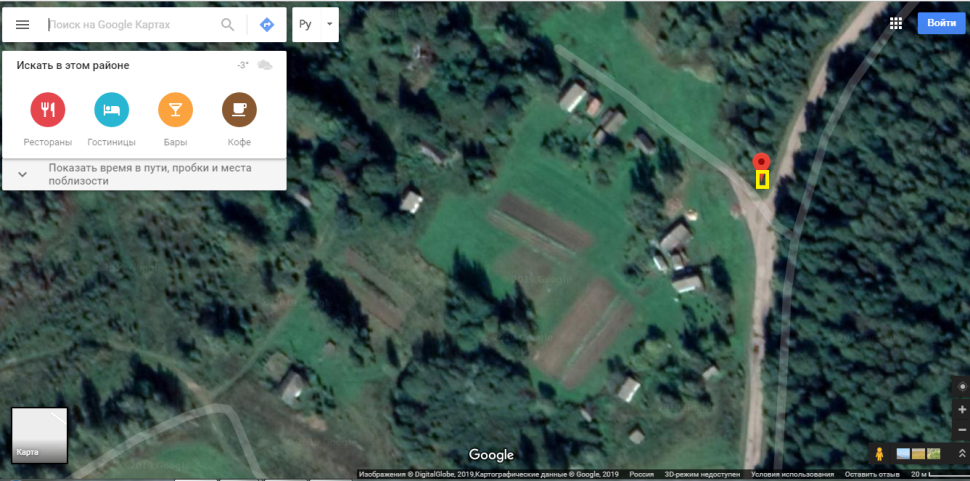 Поиск на Google Картах
Ру
Войти
Искать в этом районе
-3°
Рестораны
Гостиницы
Бары
Кофе
Показать время в пути, пробки и места
поблизости
Карта
Google
Изображения © DigitalGlobe, 2019,Картографические данные © Google, 2019 Россия 3D-режим недоступен Условия использования Оставить отзыв 20 м